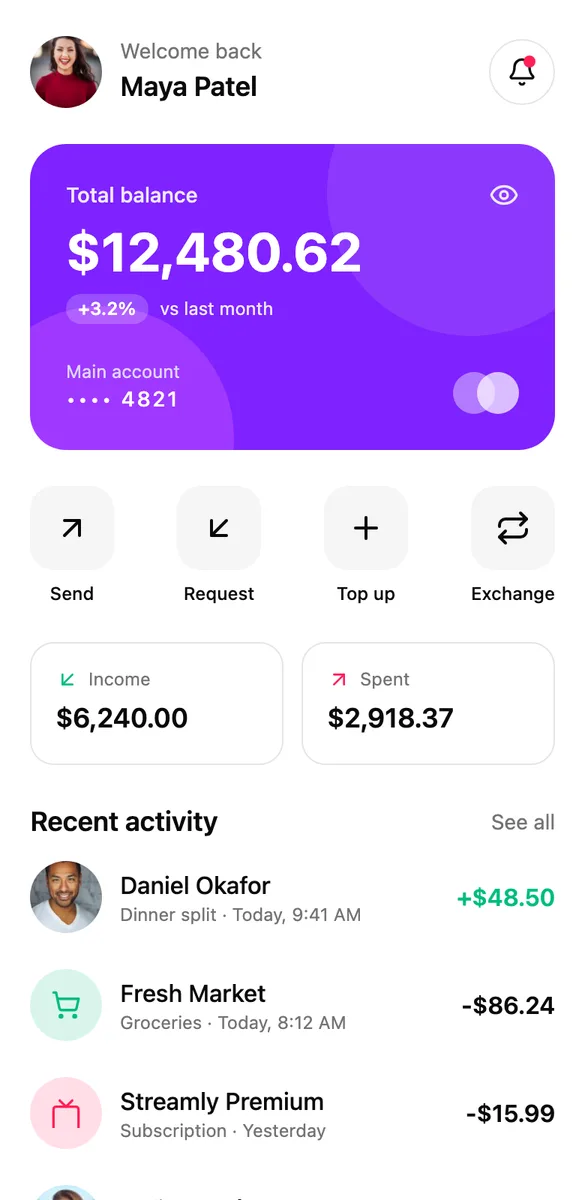 Welcome back
Maya Patel
Total balance
$12,480.62
+3.2% vs last month
Main account
•••• 4821
Send Request Top up Exchange
Income Spent
$6,240.00 $2,918.37
Recent activity See all
Daniel Okafor
Dinner split · Today, 9:41 AM
+$48.50
Fresh Market
Groceries · Today, 8:12 AM
-$86.24
Streamly Premium
Subscription · Yesterday
-$15.99